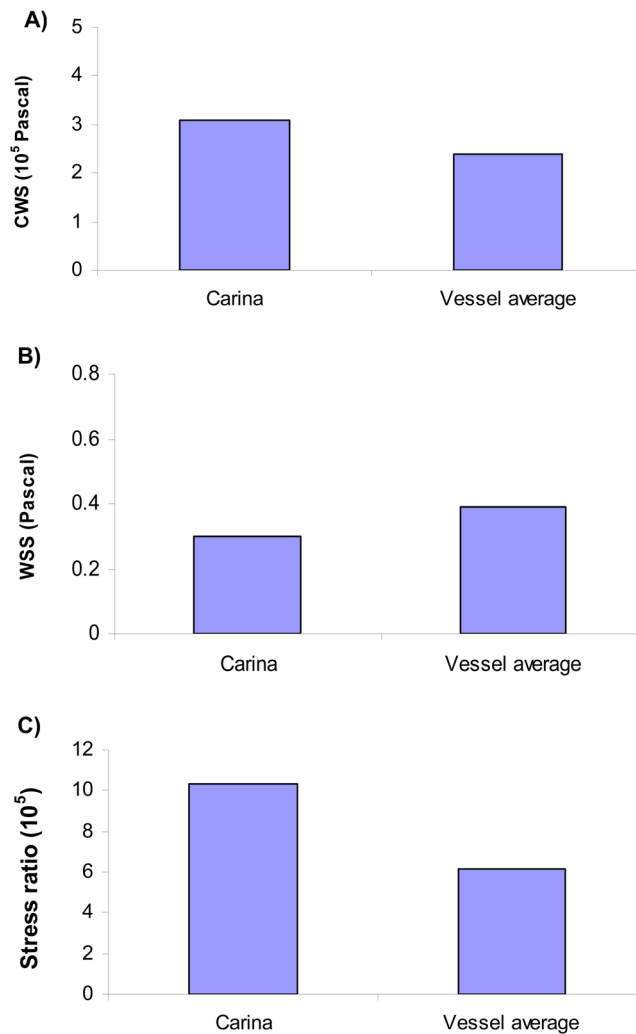 A)
CWS (10⁵ Pascal)
5
4
3
2
1
0
Carina Vessel average
B)
WSS (Pascal)
0.8
0.6
0.4
0.2
0
Carina Vessel average
C)
Stress ratio (10⁵)
12
10
8
6
4
2
0
Carina Vessel average